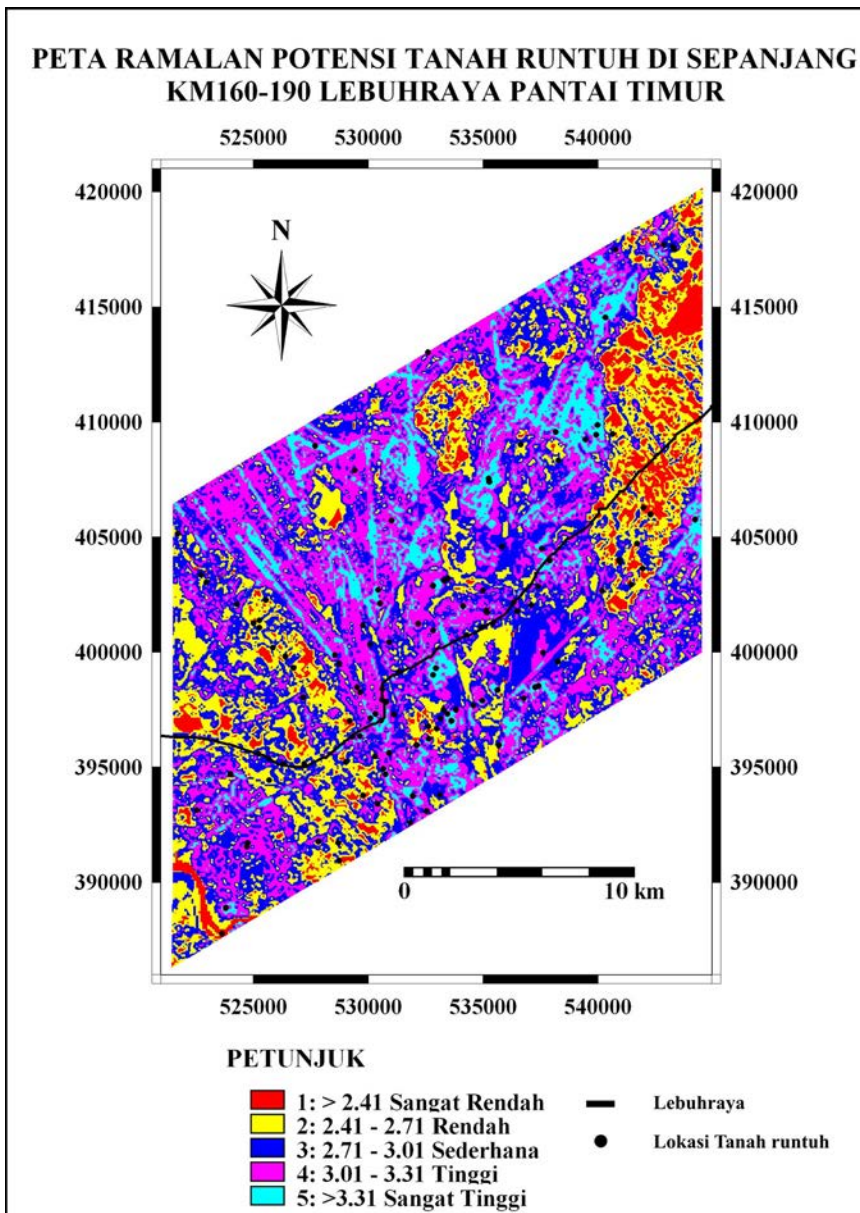 PETA RAMALAN POTENSI TANAH RUNTUH DI SEPANJANG
KM160-190 LEBUHRAYA PANTAI TIMUR
525000 530000 535000 540000
420000 420000
N
415000 415000
410000 410000
405000 405000
400000 400000
395000 395000
390000 390000
0 10 km
525000 530000 535000 540000
PETUNJUK
1: > 2.41 Sangat Rendah
2: 2.41 - 2.71 Rendah
3: 2.71 - 3.01 Sederhana
4: 3.01 - 3.31 Tinggi
5: >3.31 Sangat Tinggi
Lebuhraya
Lokasi Tanah runtuh